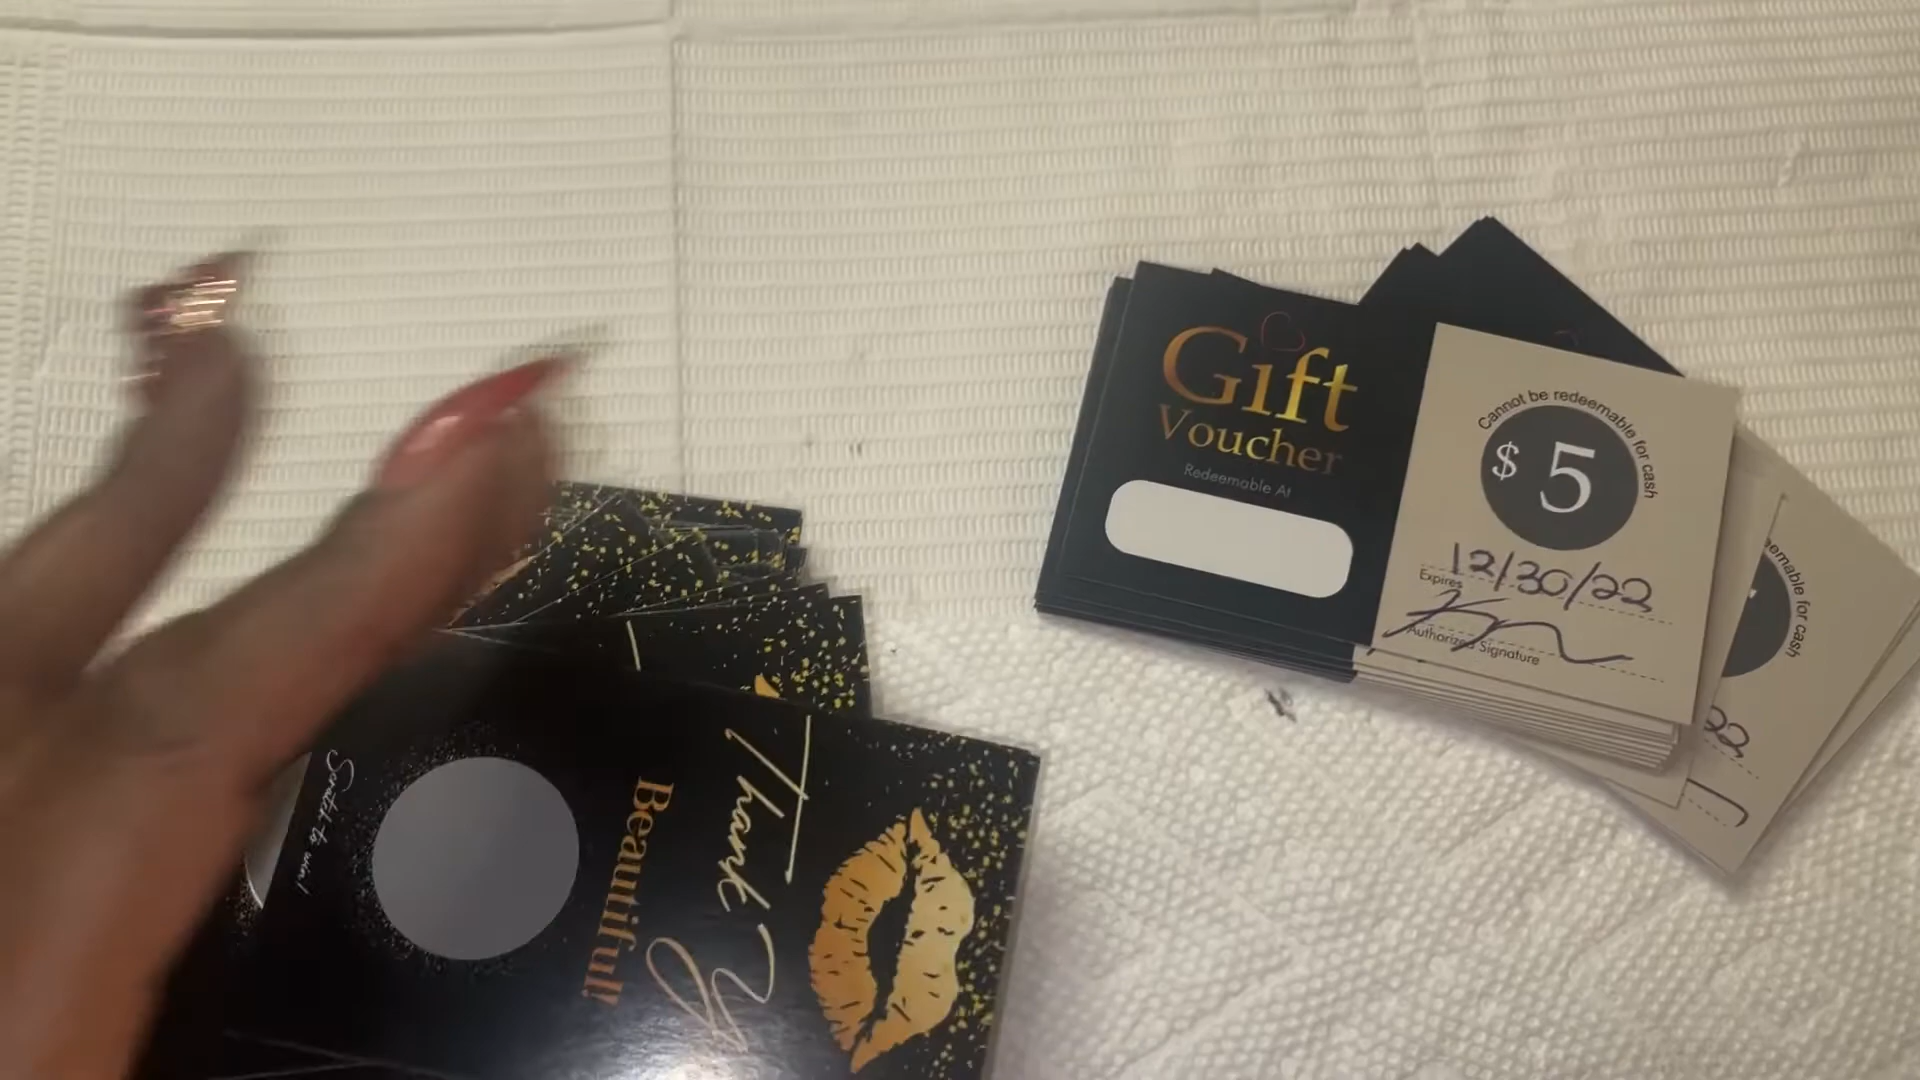 Gift
Voucher
Redeemable At
Cannot be redeemable for cash
$ 5
Expires 12/30/22
Authorized Signature
for cash
22
Thank
Beautiful!
Scratch to win!